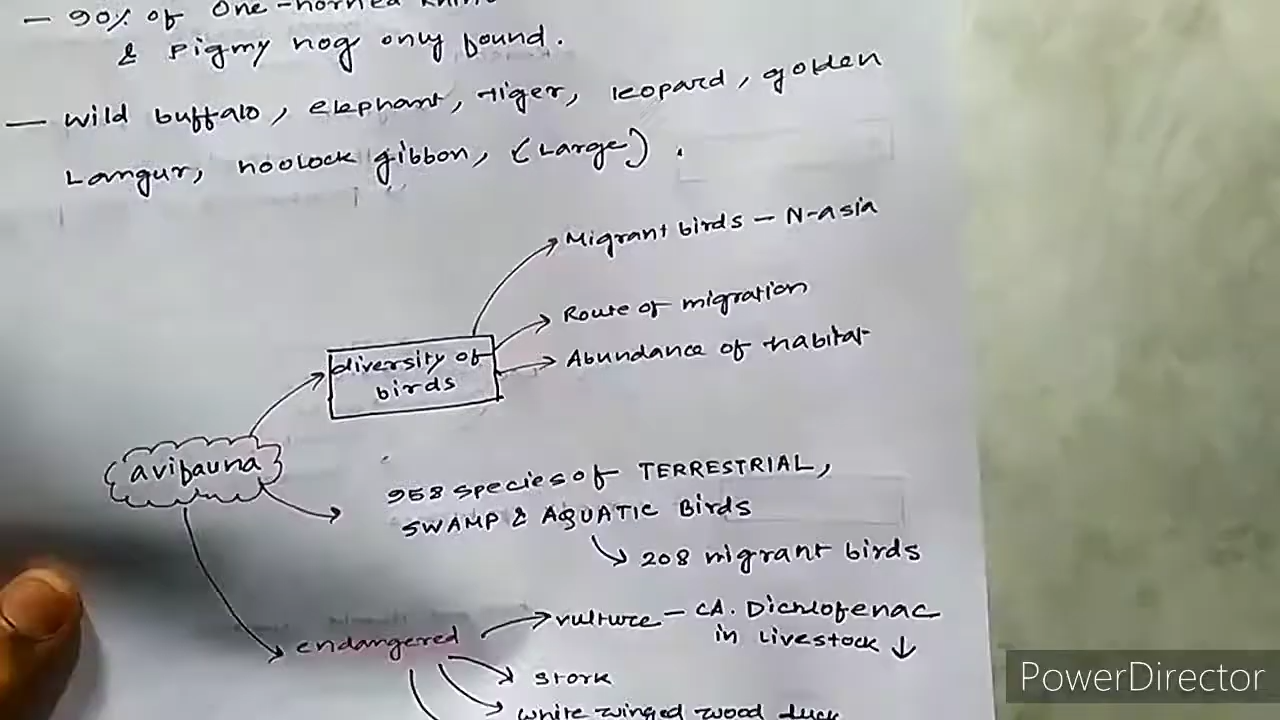 – 90% of One-horned Rhino
& Pigmy hog only found.
– wild buffalo, elephant, tiger, leopard, golden
Langur, hoolock gibbon, (Large).
Migrant birds – N-asia
Route of migration
Abundance of habitat
diversity of
birds
avifauna
958 species of TERRESTRIAL,
SWAMP & AQUATIC Birds
208 migrant birds
endangered
vulture – CA. Dichlofenac
in livestock ↓
stork
white winged wood duck
PowerDirector